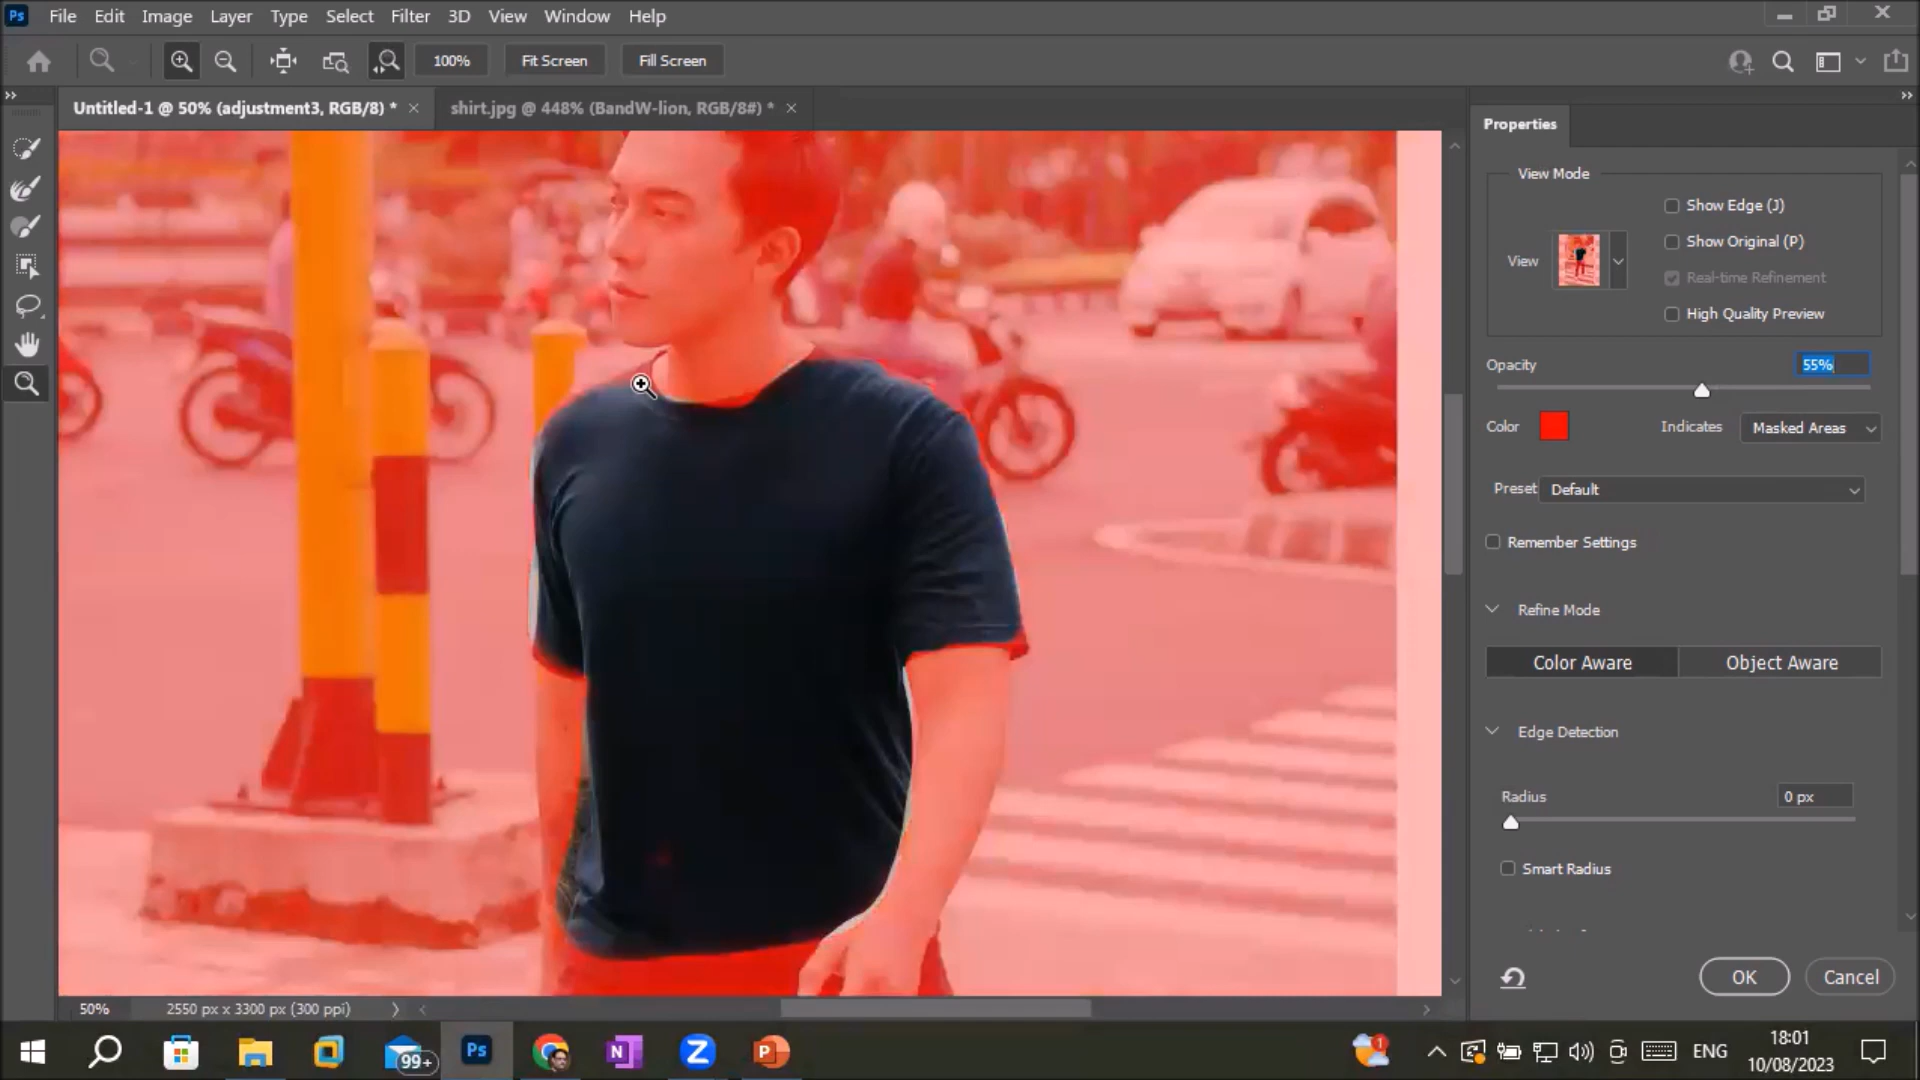 Ps File Edit Image Layer Type Select Filter 3D View Window Help
100% Fit Screen Fill Screen
Untitled-1 @ 50% (adjustment3, RGB/8) * × shirt.jpg @ 448% (BandW-lion, RGB/8#) * ×
Properties
View Mode
Show Edge (J)
Show Original (P)
View
Real-time Refinement
High Quality Preview
Opacity 55%
Color Indicates Masked Areas
Preset Default
Remember Settings
Refine Mode
Color Aware Object Aware
Edge Detection
Radius 0 px
Smart Radius
OK Cancel
50% 2550 px x 3300 px (300 ppi)
99+ Ps N Z P 1 ENG
18:01
10/08/2023